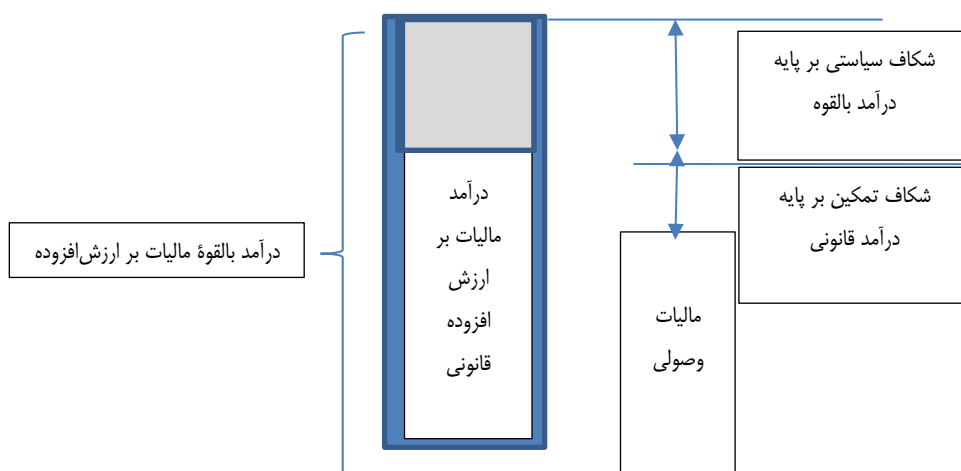 شکاف سیاستی بر پایه
درآمد بالقوه
شکاف تمکین بر پایه
درآمد قانونی
مالیات
وصولی
درآمد
مالیات بر
ارزش
افزوده
قانونی
درآمد بالقوۀ مالیات بر ارزش‌افزوده